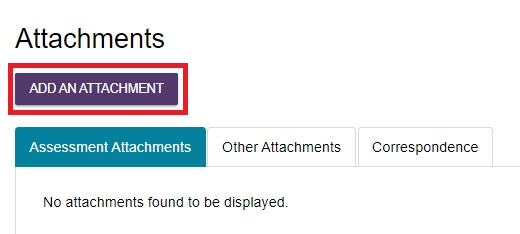 Attachments
ADD AN ATTACHMENT
Assessment Attachments
Other Attachments
Correspondence
No attachments found to be displayed.